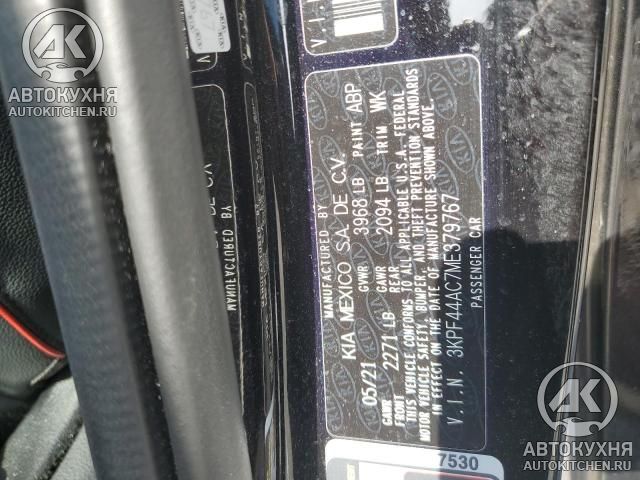 АВТОКУХНЯ
AUTOKITCHEN.RU
V.I.N
MANUFACTURED BY
KIA MEXICO S.A. DE C.V.
05/21 GVWR 3968 LB PAINT ABP
GAWR FRONT 2271 LB GAWR REAR 2094 LB TRIM WK
THIS VEHICLE CONFORMS TO ALL APPLICABLE U.S.A. FEDERAL
MOTOR VEHICLE SAFETY, BUMPER, AND THEFT PREVENTION STANDARDS
IN EFFECT ON THE DATE OF MANUFACTURE SHOWN ABOVE.
V.I.N. 3KPF44AC7ME379767
PASSENGER CAR
MANUFACTURED BY
7530
АВТОКУХНЯ
AUTOKITCHEN.RU